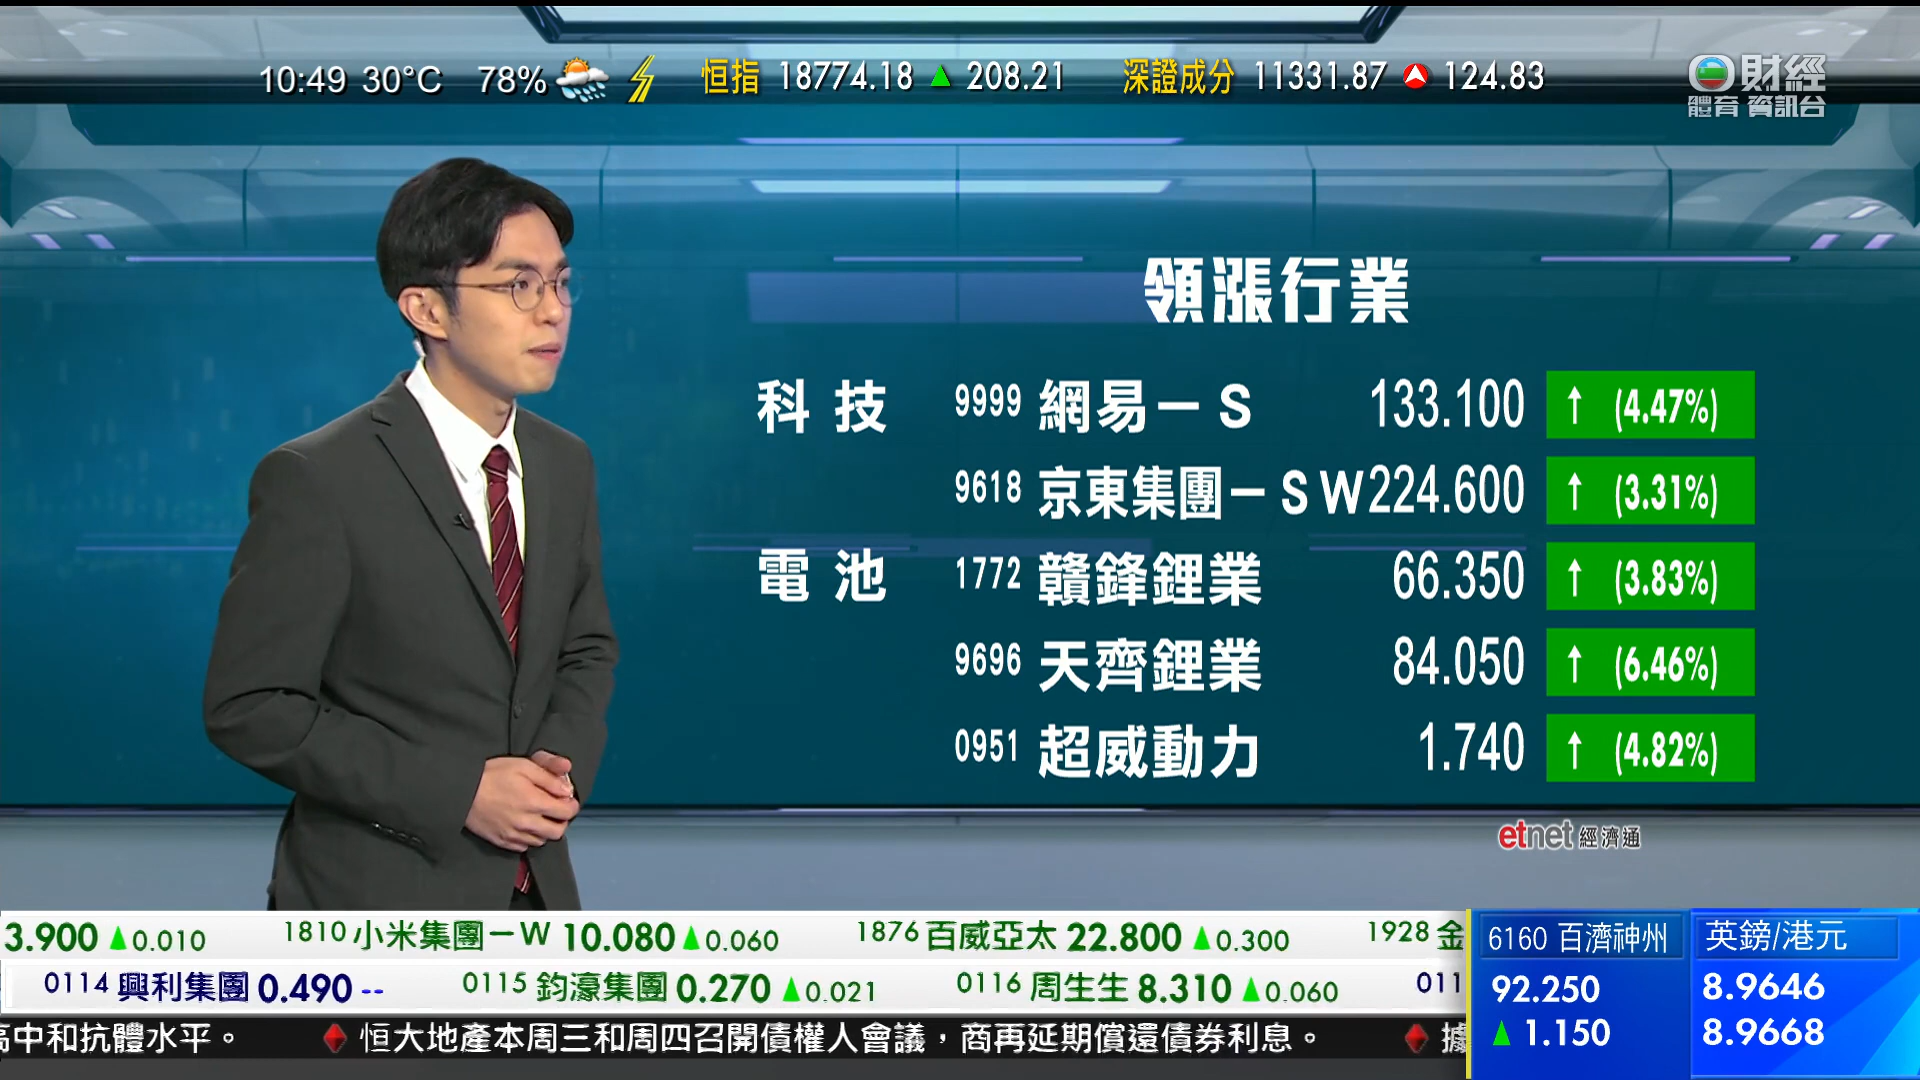 10:49 30°C 78% 恒指 18774.18 ▲ 208.21 深證成分 11331.87 ▲ 124.83
財經
體育 資訊台
領漲行業
科技 9999 網易－S 133.100 ↑ (4.47%)
9618 京東集團－SW 224.600 ↑ (3.31%)
電池 1772 贛鋒鋰業 66.350 ↑ (3.83%)
9696 天齊鋰業 84.050 ↑ (6.46%)
0951 超威動力 1.740 ↑ (4.82%)
etnet 經濟通
3.900 ▲0.010 1810 小米集團－W 10.080 ▲0.060 1876 百威亞太 22.800 ▲0.300 1928 金
0114 興利集團 0.490 -- 0115 鈞濠集團 0.270 ▲0.021 0116 周生生 8.310 ▲0.060 011
高中和抗體水平。 恒大地產本周三和周四召開債權人會議，商再延期償還債券利息。 據
6160 百濟神州
92.250
▲ 1.150
英鎊/港元
8.9646
8.9668